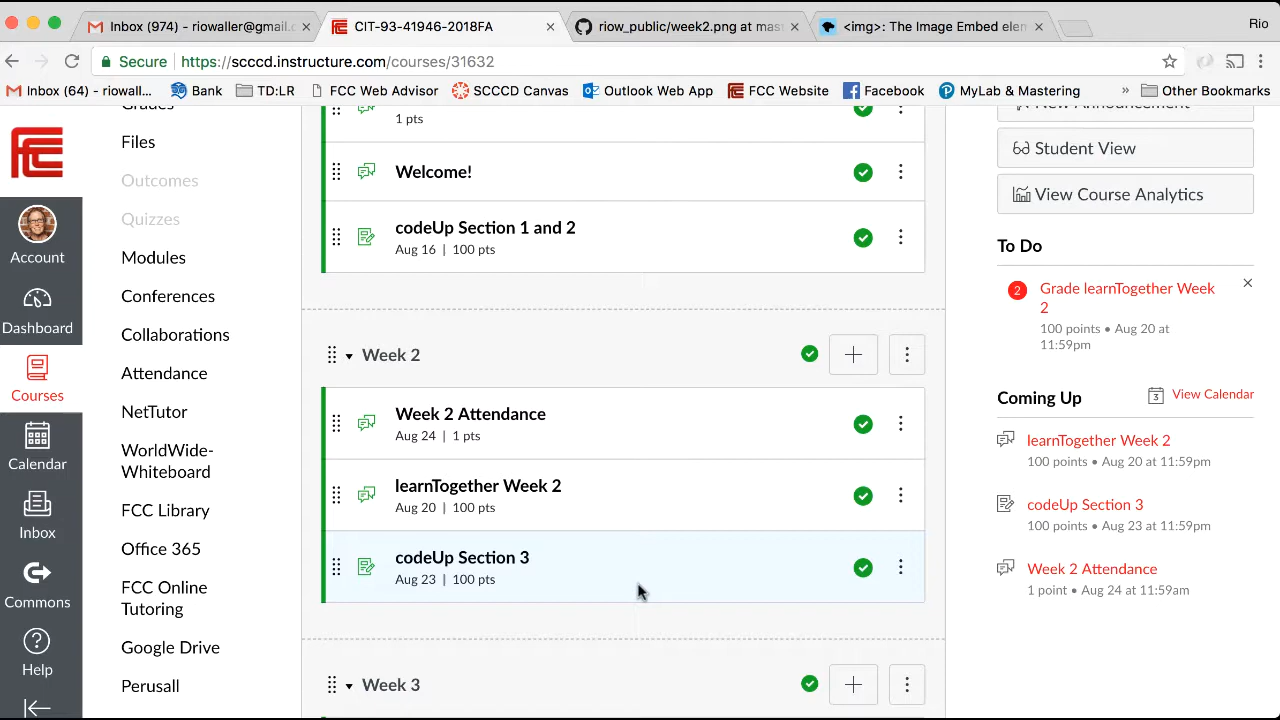 Inbox (974) - riowaller@gmail.c
CIT-93-41946-2018FA
riow_public/week2.png at mas
<img>: The Image Embed elen
Rio
Secure
https://scccd.instructure.com/courses/31632
Inbox (64) - riowall...
Bank
TD:LR
FCC Web Advisor
SCCCD Canvas
Outlook Web App
FCC Website
Facebook
MyLab & Mastering
»
Other Bookmarks
FCC
Account
Dashboard
Courses
Calendar
Inbox
Commons
Help
Grades
Files
Outcomes
Quizzes
Modules
Conferences
Collaborations
Attendance
NetTutor
WorldWide-
Whiteboard
FCC Library
Office 365
FCC Online
Tutoring
Google Drive
Perusall
1 pts
Welcome!
codeUp Section 1 and 2
Aug 16 | 100 pts
Week 2
Week 2 Attendance
Aug 24 | 1 pts
learnTogether Week 2
Aug 20 | 100 pts
codeUp Section 3
Aug 23 | 100 pts
Week 3
New Announcement
Student View
View Course Analytics
To Do
2
Grade learnTogether Week
2
100 points • Aug 20 at
11:59pm
Coming Up
3
View Calendar
learnTogether Week 2
100 points • Aug 20 at 11:59pm
codeUp Section 3
100 points • Aug 23 at 11:59pm
Week 2 Attendance
1 point • Aug 24 at 11:59am